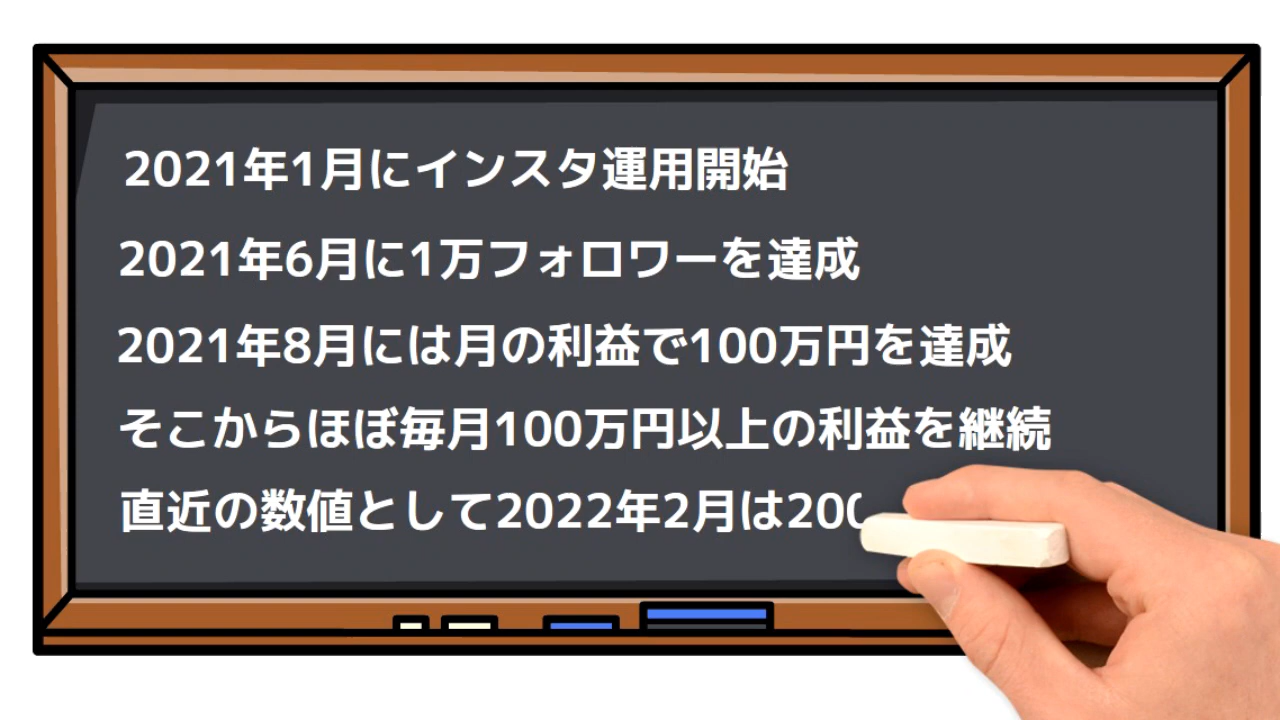 2021年1月にインスタ運用開始
2021年6月に1万フォロワーを達成
2021年8月には月の利益で100万円を達成
そこからほぼ毎月100万円以上の利益を継続
直近の数値として2022年2月は200